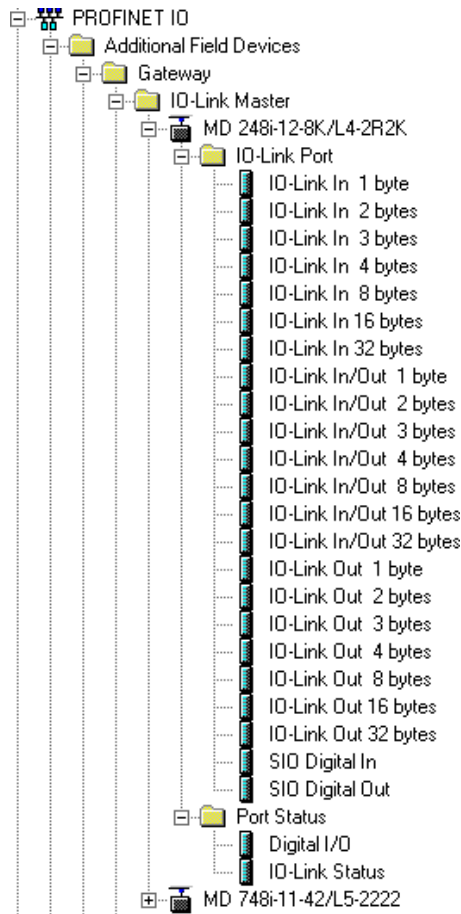 PROFINET IO
Additional Field Devices
Gateway
IO-Link Master
MD 248i-12-8K/L4-2R2K
IO-Link Port
IO-Link In  1 byte
IO-Link In  2 bytes
IO-Link In  3 bytes
IO-Link In  4 bytes
IO-Link In  8 bytes
IO-Link In 16 bytes
IO-Link In 32 bytes
IO-Link In/Out  1 byte
IO-Link In/Out  2 bytes
IO-Link In/Out  3 bytes
IO-Link In/Out  4 bytes
IO-Link In/Out  8 bytes
IO-Link In/Out 16 bytes
IO-Link In/Out 32 bytes
IO-Link Out  1 byte
IO-Link Out  2 bytes
IO-Link Out  3 bytes
IO-Link Out  4 bytes
IO-Link Out  8 bytes
IO-Link Out 16 bytes
IO-Link Out 32 bytes
SIO Digital In
SIO Digital Out
Port Status
Digital I/O
IO-Link Status
MD 748i-11-42/L5-2222